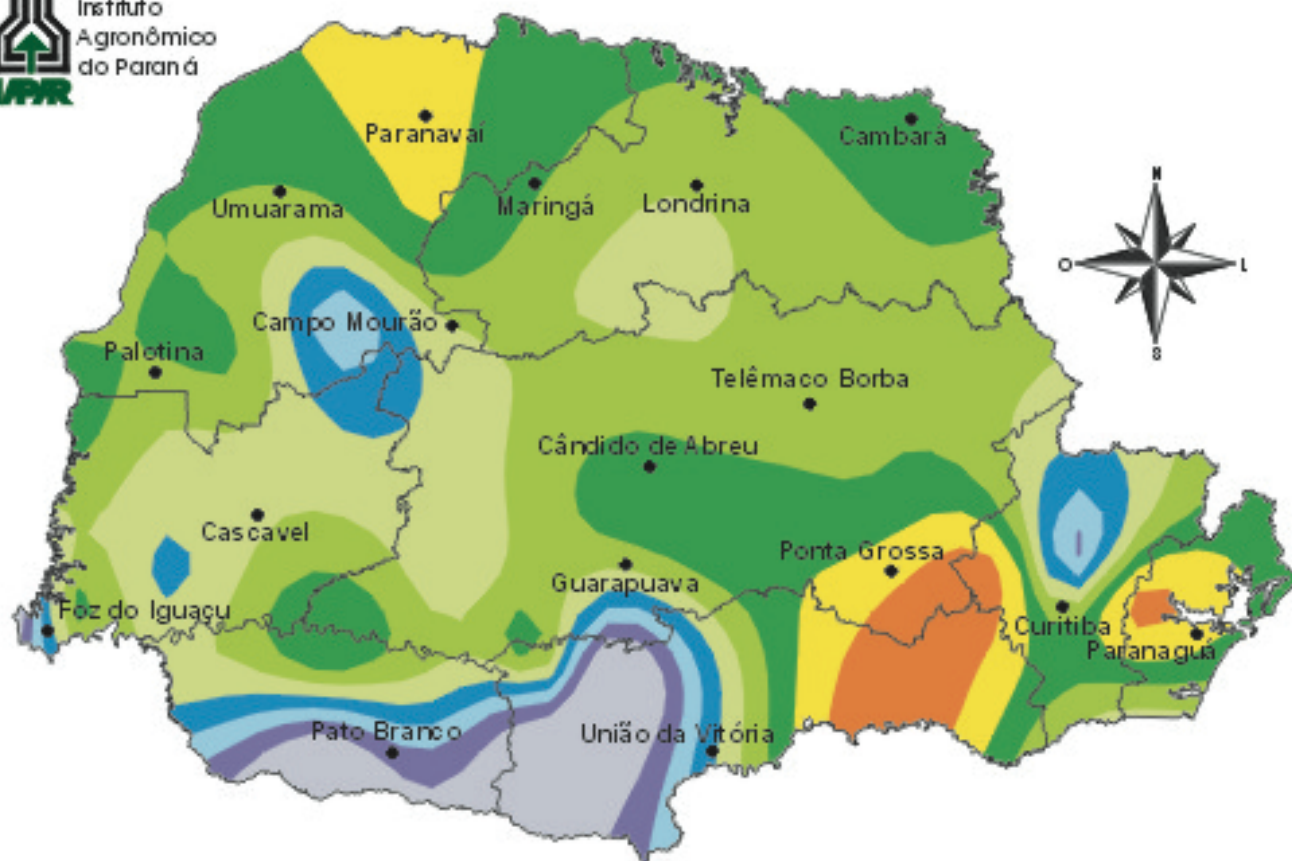 Instituto
Agronômico
do Paraná
IAPAR
N
O
L
S
Paranavaí
Cambará
Umuarama
Maringá
Londrina
Campo Mourão
Palotina
Telêmaco Borba
Cândido de Abreu
Cascavel
Ponta Grossa
Guarapuava
Foz do Iguaçu
Curitiba
Paranaguá
Pato Branco
União da Vitória